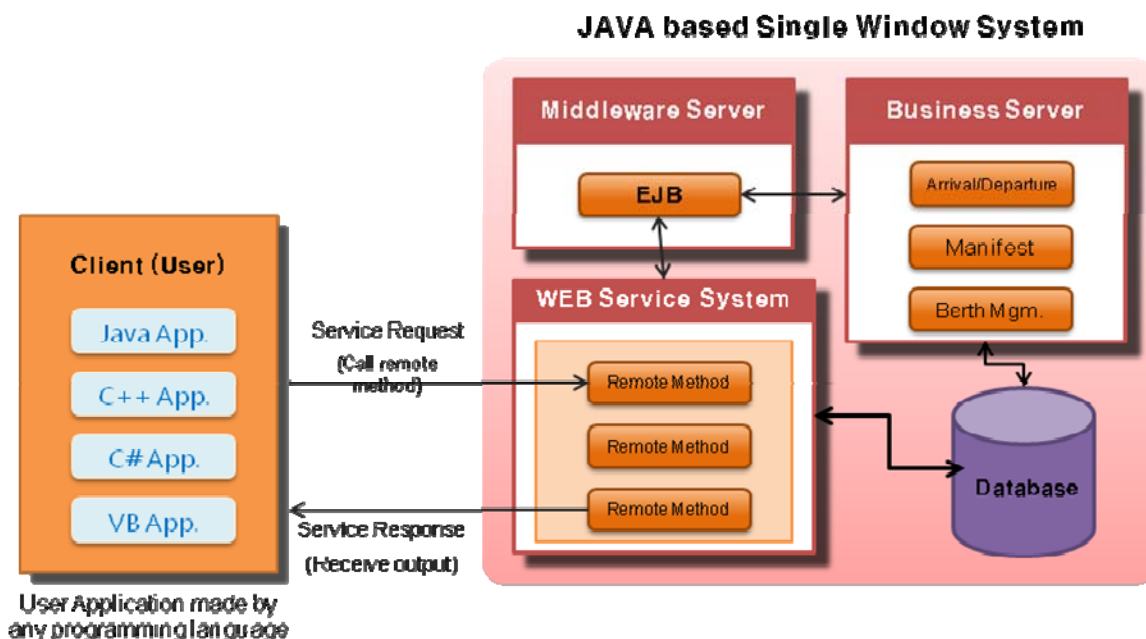 JAVA based Single Window System
Middleware Server
EJB
Business Server
Arrival/Departure
Manifest
Berth Mgm.
Client (User)
Java App.
C++ App.
C# App.
VB App.
User Application made by
any programming language
Service Request
(Call remote
method)
Service Response
(Receive output)
WEB Service System
Remote Method
Remote Method
Remote Method
Database